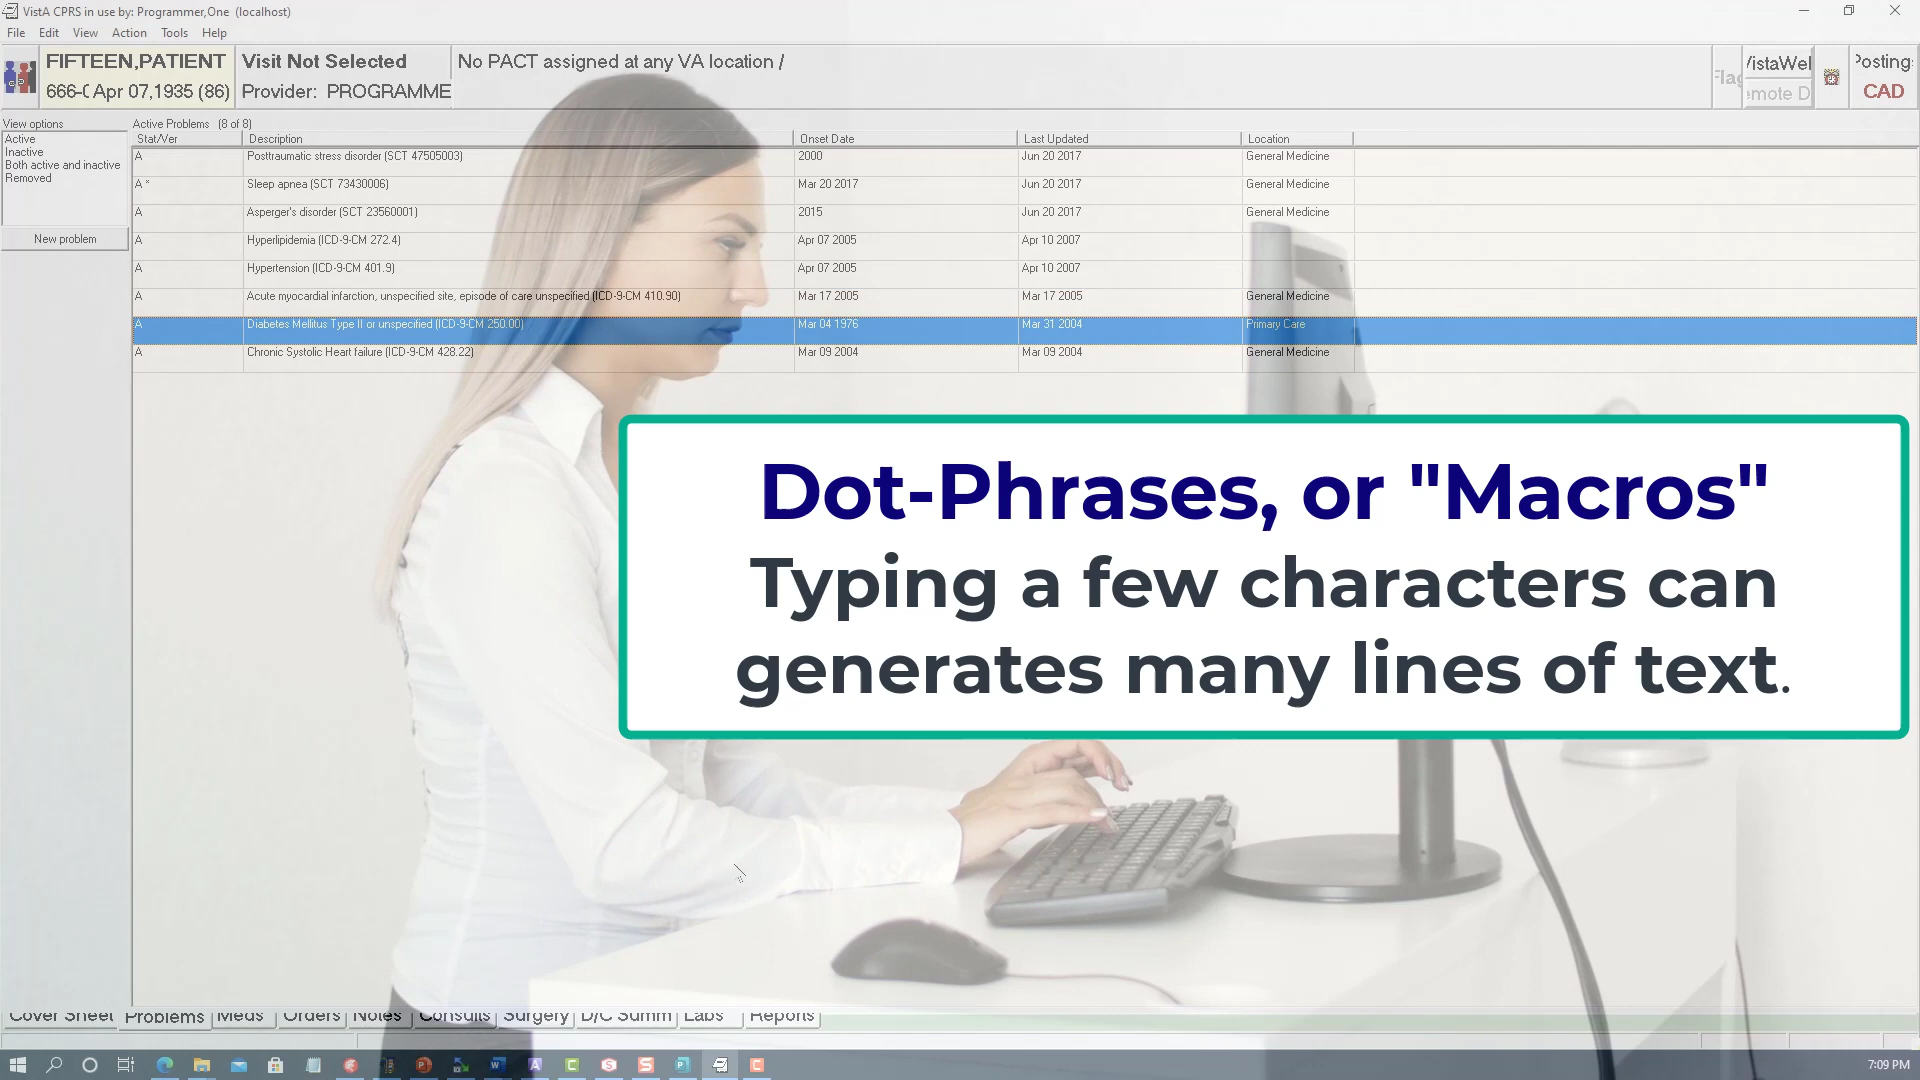 VistA CPRS in use by: Programmer,One (localhost)
File Edit View Action Tools Help
FIFTEEN,PATIENT Visit Not Selected No PACT assigned at any VA location /
666-0 Apr 07,1935 (86) Provider: PROGRAMME
Flag VistaWeb Postings
emote D CAD
View options
Active
Inactive
Both active and inactive
Removed
New problem
Active Problems (8 of 8)
Stat/Ver Description Onset Date Last Updated Location
A Posttraumatic stress disorder (SCT 47505003) 2000 Jun 20 2017 General Medicine
A * Sleep apnea (SCT 73430006) Mar 20 2017 Jun 20 2017 General Medicine
A Asperger's disorder (SCT 23560001) 2015 Jun 20 2017 General Medicine
A Hyperlipidemia (ICD-9-CM 272.4) Apr 07 2005 Apr 10 2007
A Hypertension (ICD-9-CM 401.9) Apr 07 2005 Apr 10 2007
A Acute myocardial infarction, unspecified site, episode of care unspecified (ICD-9-CM 410.90) Mar 17 2005 Mar 17 2005 General Medicine
A Diabetes Mellitus Type II or unspecified (ICD-9-CM 250.00) Mar 04 1976 Mar 31 2004 Primary Care
A Chronic Systolic Heart failure (ICD-9-CM 428.22) Mar 09 2004 Mar 09 2004 General Medicine
Dot-Phrases, or "Macros"
Typing a few characters can
generates many lines of text.
Cover Sheet Problems Meds Orders Notes Consults Surgery D/C Summ Labs Reports
7:09 PM